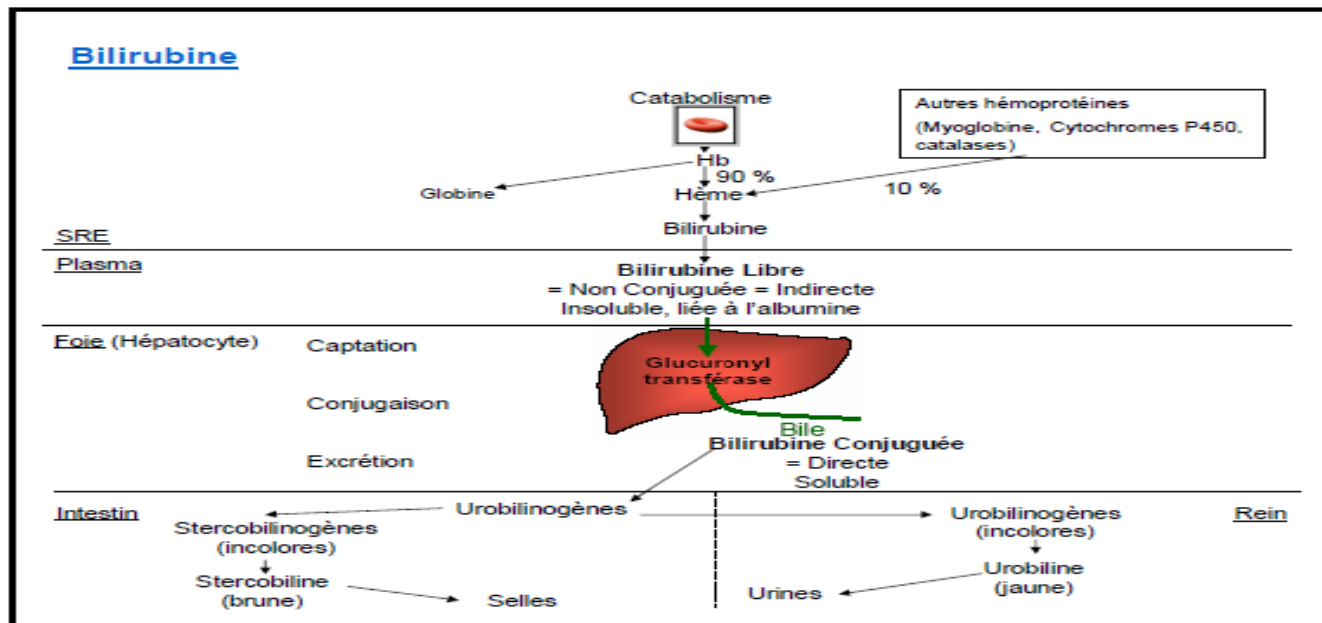 Bilirubine
Catabolisme
Autres hémoprotéines
(Myoglobine, Cytochromes P450,
catalases)
Hb
90 %
10 %
Globine
Hème
Bilirubine
SRE
Plasma
Bilirubine Libre
= Non Conjuguée = Indirecte
Insoluble, liée à l'albumine
Foie (Hépatocyte)
Captation
Glucuronyl
transférase
Conjugaison
Bile
Bilirubine Conjuguée
= Directe
Soluble
Excrétion
Intestin
Urobilinogènes
Urobilinogènes
(incolores)
Rein
Stercobilinogènes
(incolores)
Stercobiline
(brune)
Selles
Urines
Urobiline
(jaune)